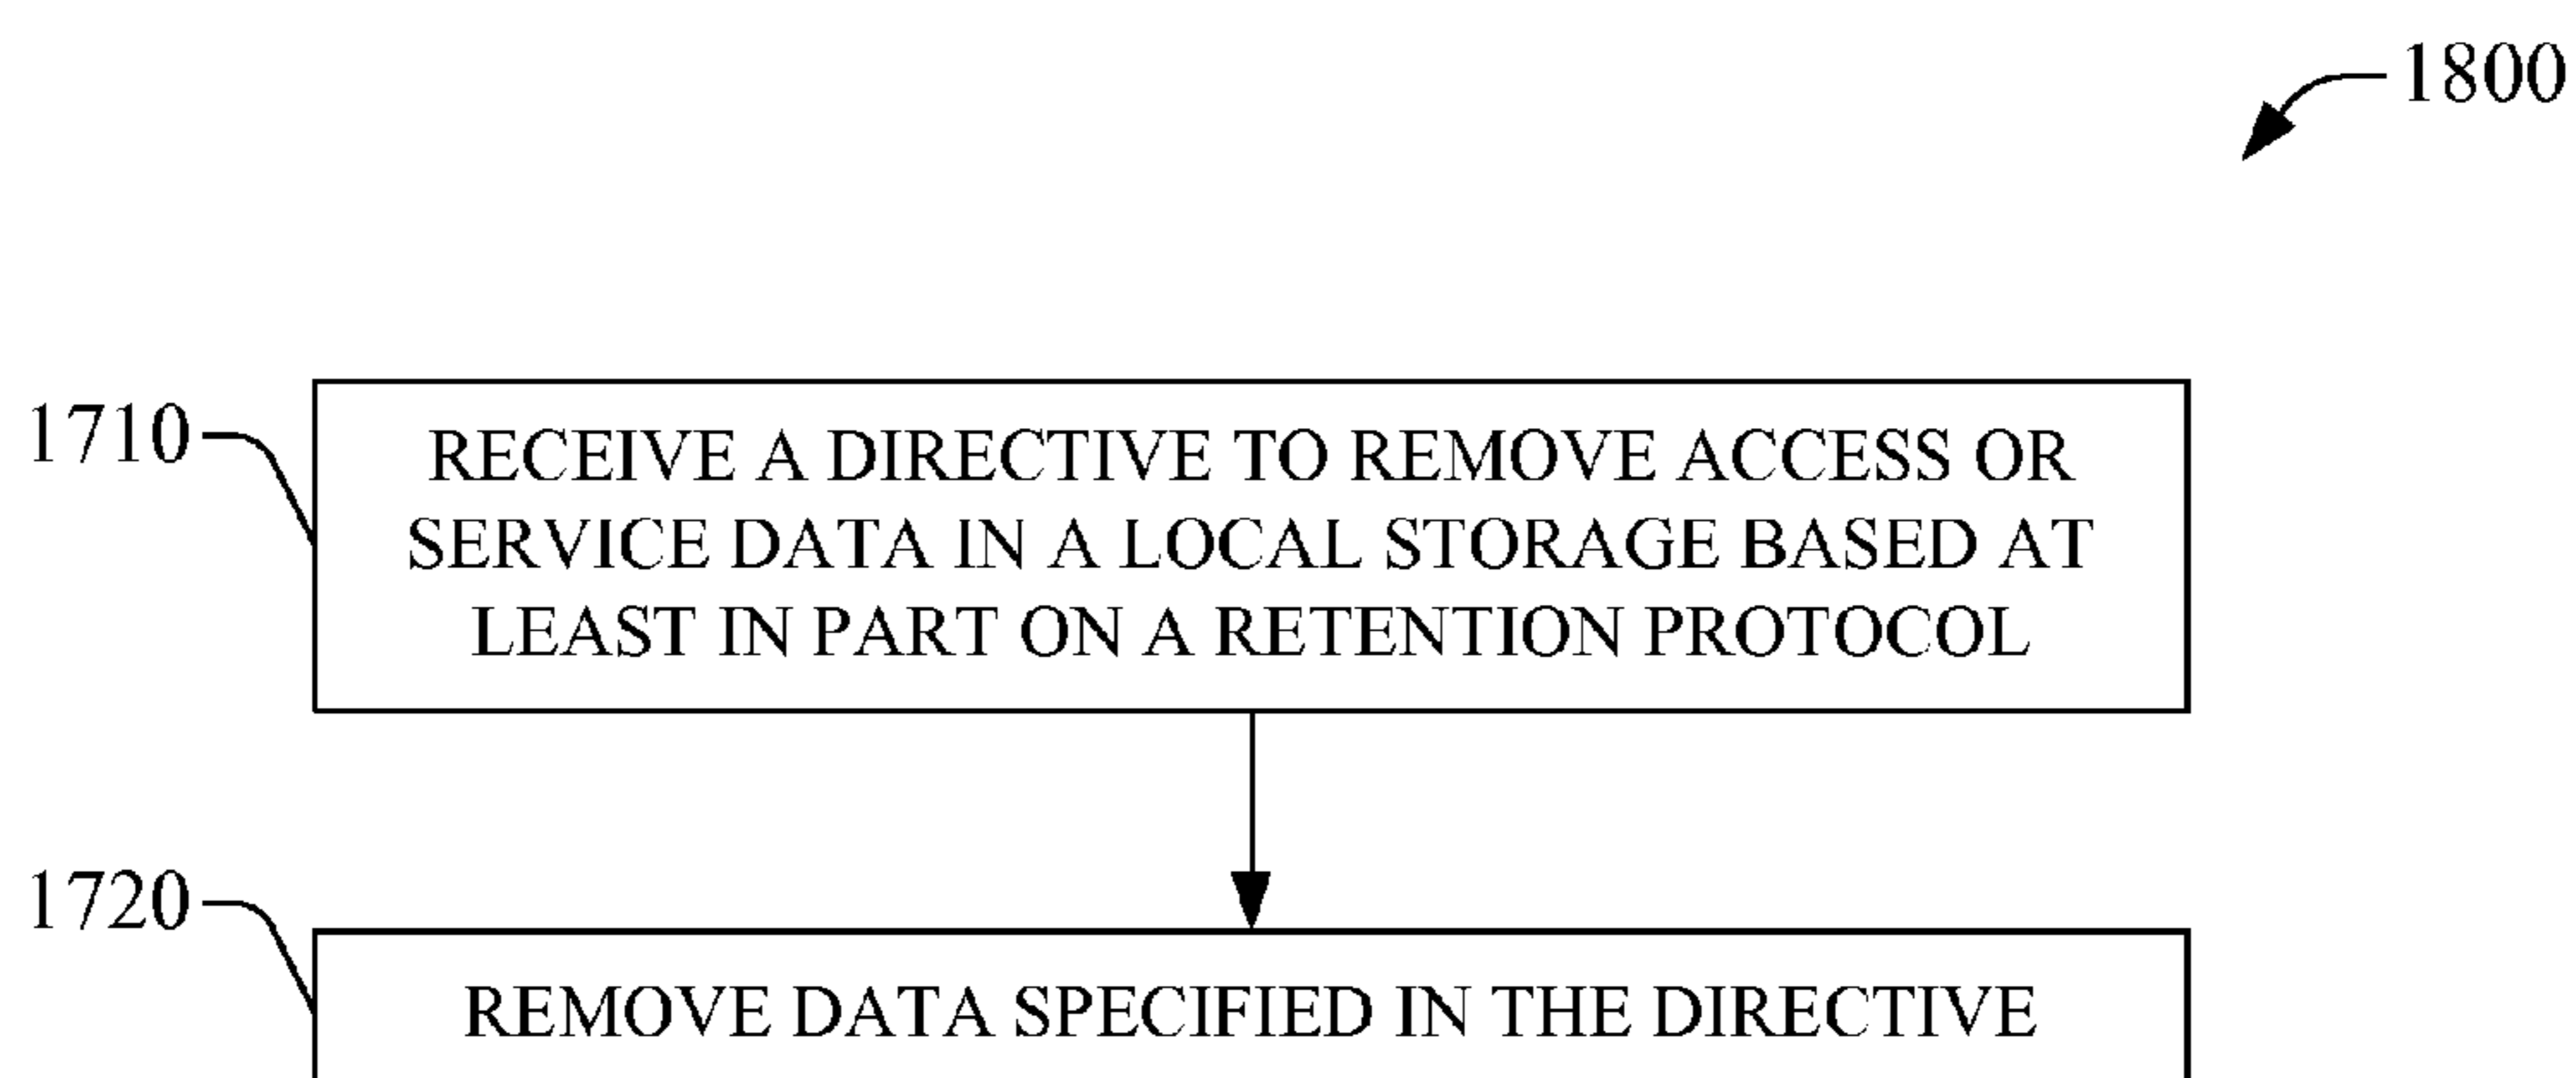 1800
1710
RECEIVE A DIRECTIVE TO REMOVE ACCESS OR
SERVICE DATA IN A LOCAL STORAGE BASED AT
LEAST IN PART ON A RETENTION PROTOCOL
1720
REMOVE DATA SPECIFIED IN THE DIRECTIVE